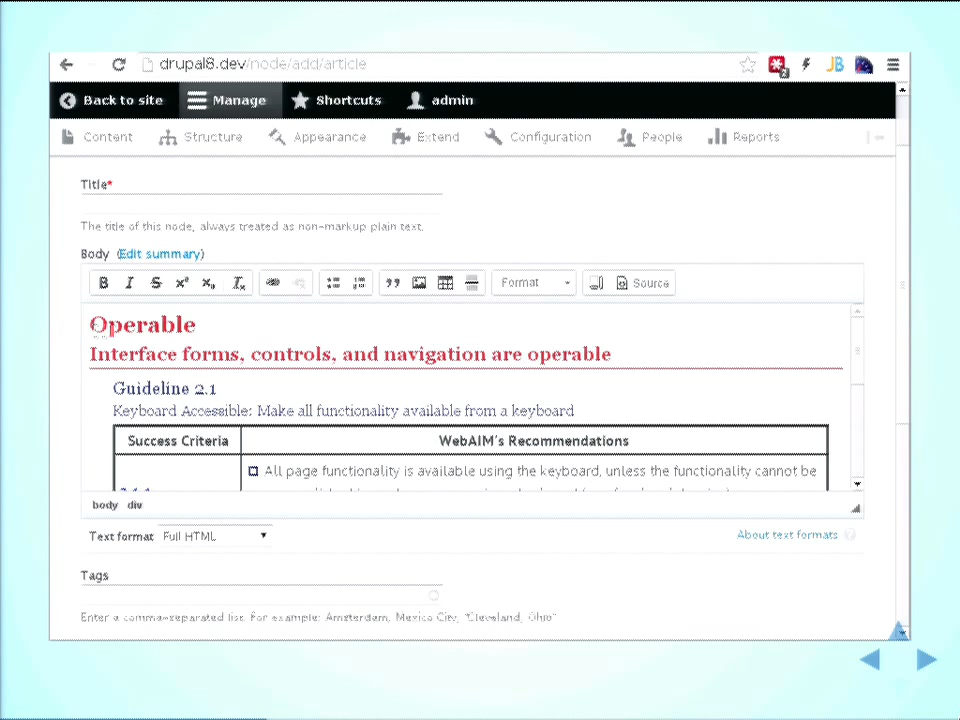 drupal8.dev/node/add/article
2
JB
Back to site Manage Shortcuts admin
Content Structure Appearance Extend Configuration People Reports
Title*
The title of this node, always treated as non-markup plain text.
Body (Edit summary)
B I S x² Tx Format Source
Operable
Interface forms, controls, and navigation are operable
Guideline 2.1
Keyboard Accessible: Make all functionality available from a keyboard
Success Criteria WebAIM's Recommendations
All page functionality is available using the keyboard, unless the functionality cannot be
body div
Text format Full HTML About text formats
Tags
Enter a comma-separated list. For example: Amsterdam, Mexico City, "Cleveland, Ohio"